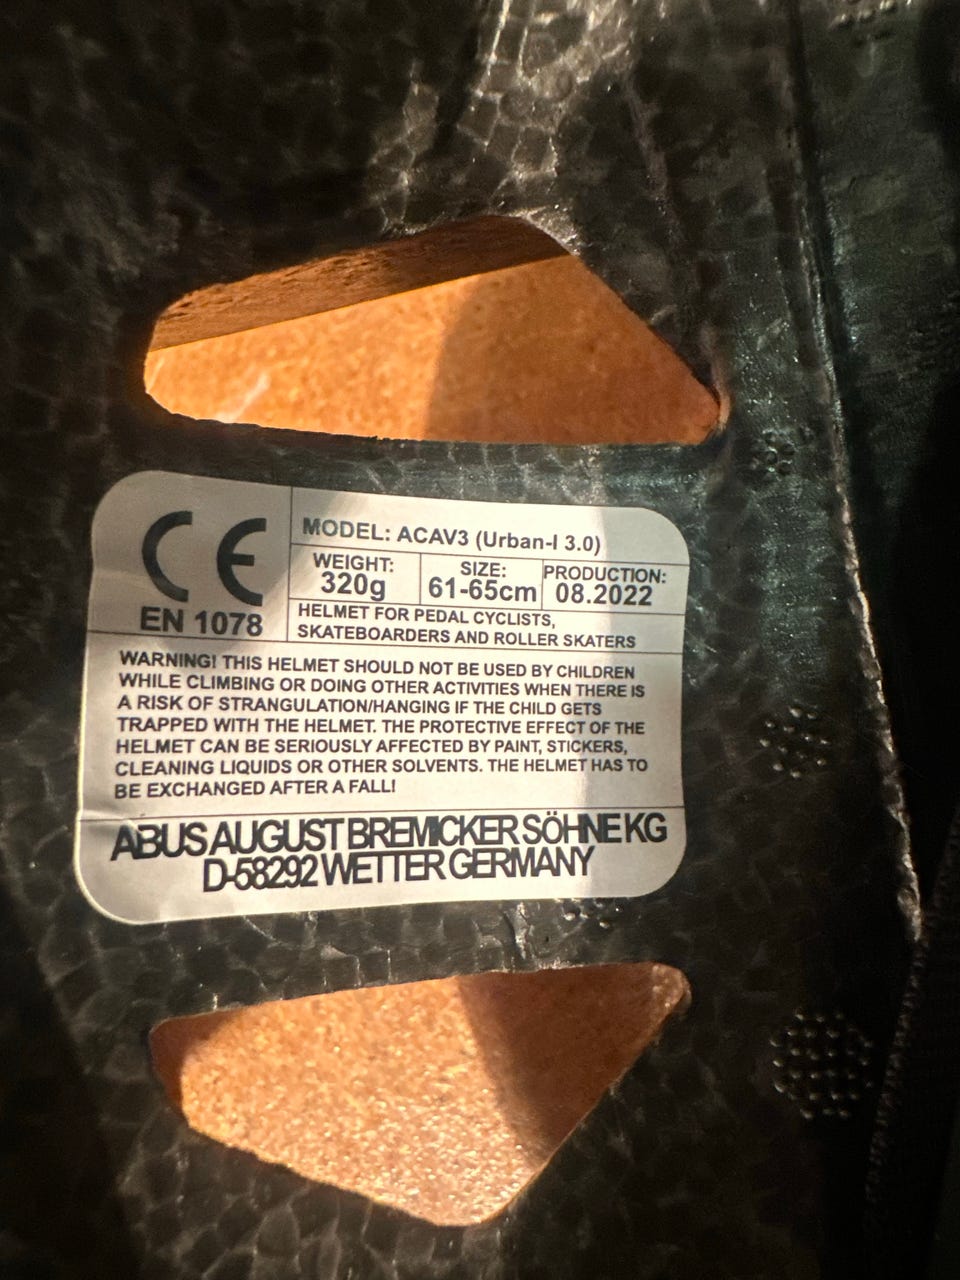 CE
EN 1078
MODEL: ACAV3 (Urban-I 3.0)
WEIGHT:
320g
SIZE:
61-65cm
PRODUCTION:
08.2022
HELMET FOR PEDAL CYCLISTS,
SKATEBOARDERS AND ROLLER SKATERS
WARNING! THIS HELMET SHOULD NOT BE USED BY CHILDREN
WHILE CLIMBING OR DOING OTHER ACTIVITIES WHEN THERE IS
A RISK OF STRANGULATION/HANGING IF THE CHILD GETS
TRAPPED WITH THE HELMET. THE PROTECTIVE EFFECT OF THE
HELMET CAN BE SERIOUSLY AFFECTED BY PAINT, STICKERS,
CLEANING LIQUIDS OR OTHER SOLVENTS. THE HELMET HAS TO
BE EXCHANGED AFTER A FALL!
ABUS AUGUST BREMICKER SÖHNE KG
D-58292 WETTER GERMANY